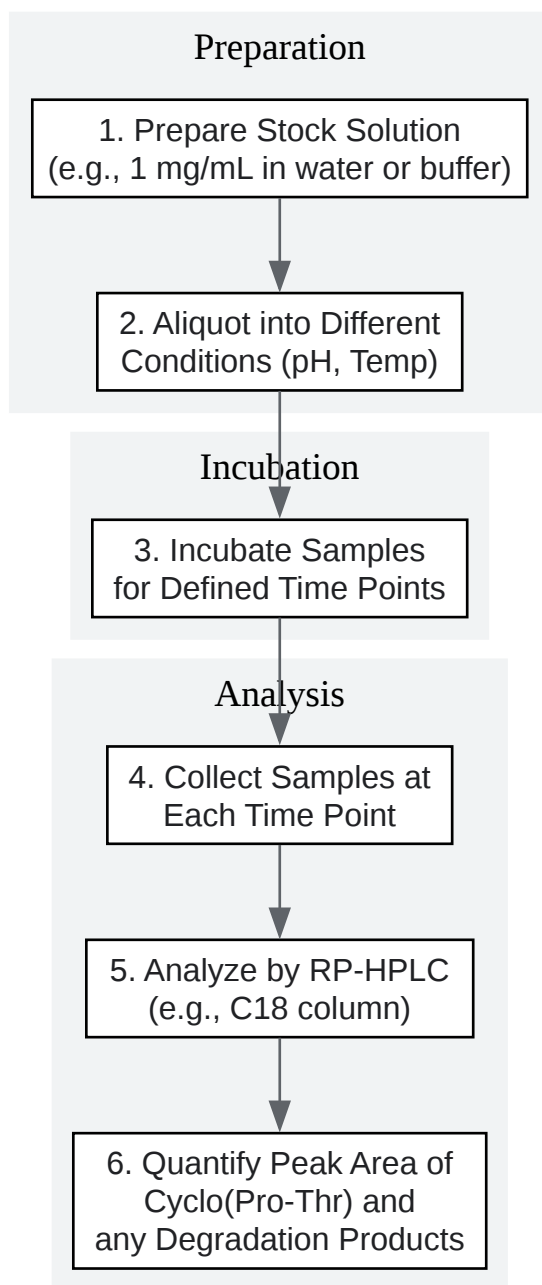 Preparation
1. Prepare Stock Solution
(e.g., 1 mg/mL in water or buffer)
2. Aliquot into Different
Conditions (pH, Temp)
Incubation
3. Incubate Samples
for Defined Time Points
Analysis
4. Collect Samples at
Each Time Point
5. Analyze by RP-HPLC
(e.g., C18 column)
6. Quantify Peak Area of
Cyclo(Pro-Thr) and
any Degradation Products